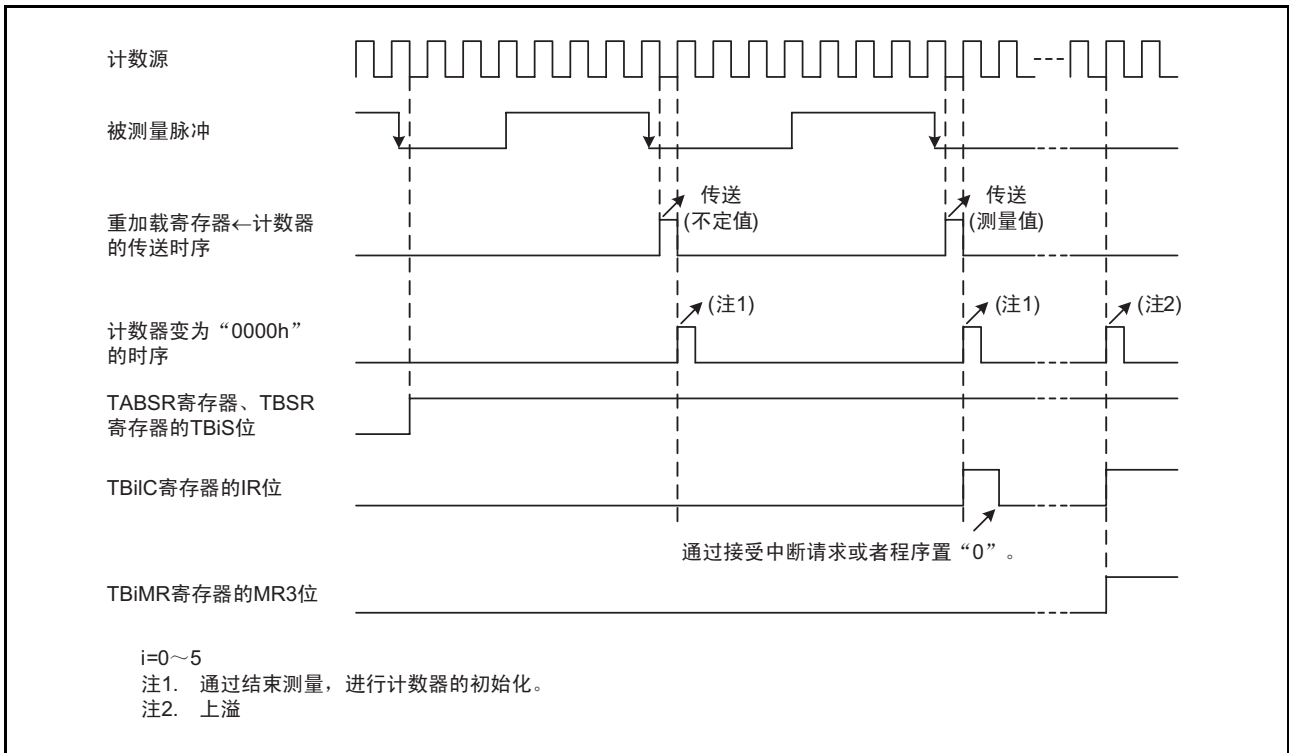 计数源
被测量脉冲
传送
(不定值)
传送
(测量值)
重加载寄存器←计数器
的传送时序
(注1)
(注1)
(注2)
计数器变为“0000h”
的时序
TABSR寄存器、TBSR
寄存器的TBiS位
TBiIC寄存器的IR位
通过接受中断请求或者程序置“0”。
TBiMR寄存器的MR3位
i=0～5
注1. 通过结束测量，进行计数器的初始化。
注2. 上溢